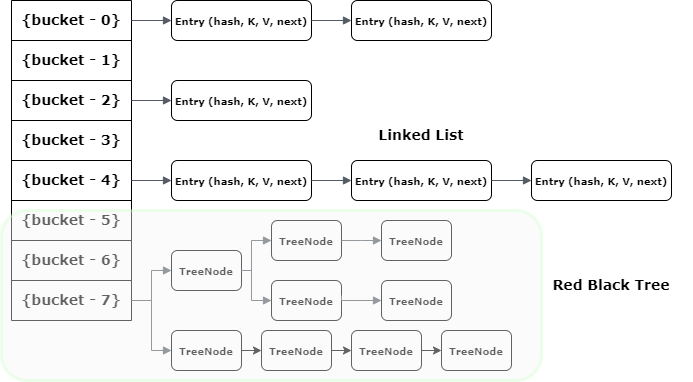 {bucket - 0}
Entry (hash, K, V, next)
Entry (hash, K, V, next)
{bucket - 1}
{bucket - 2}
Entry (hash, K, V, next)
{bucket - 3}
Linked List
{bucket - 4}
Entry (hash, K, V, next)
Entry (hash, K, V, next)
Entry (hash, K, V, next)
{bucket - 5}
TreeNode
TreeNode
{bucket - 6}
TreeNode
Red Black Tree
{bucket - 7}
TreeNode
TreeNode
TreeNode
TreeNode
TreeNode
TreeNode